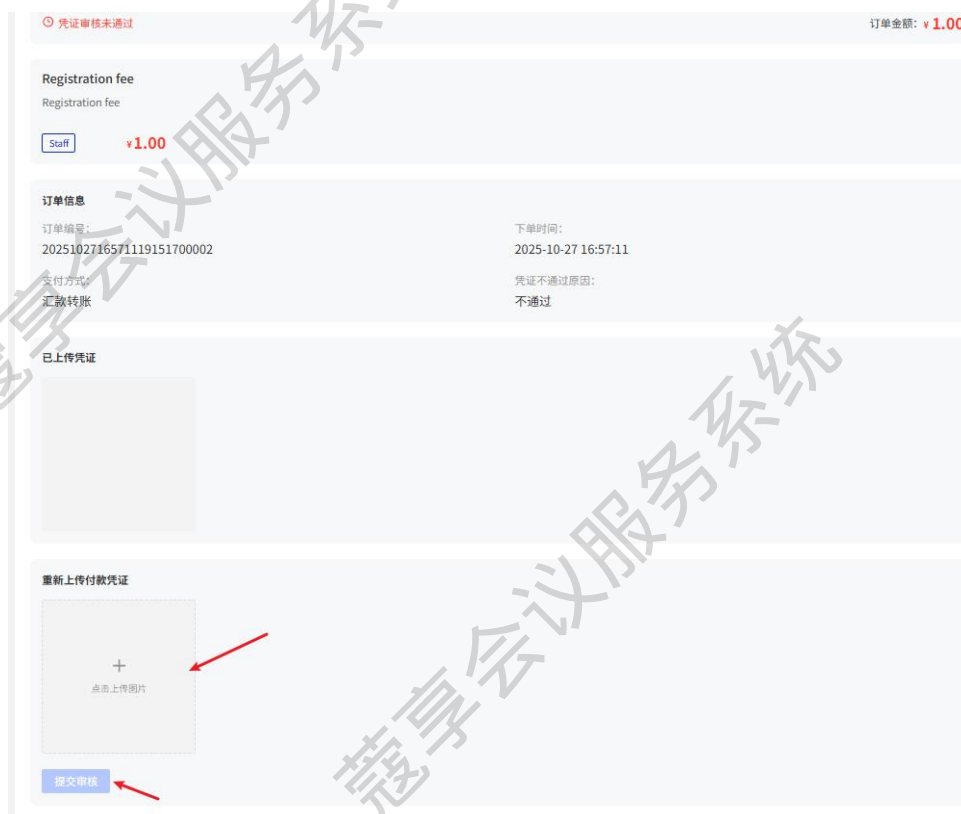 凭证审核未通过
订单金额：¥1.00
Registration fee
Registration fee
Staff
¥1.00
订单信息
订单编号：
2025102716571119151700002
下单时间：
2025-10-27 16:57:11
支付方式：
汇款转账
凭证不通过原因：
不通过
已上传凭证
重新上传付款凭证
+
点击上传图片
提交审核
蔻享会议服务系统
蔻享会议服务系统